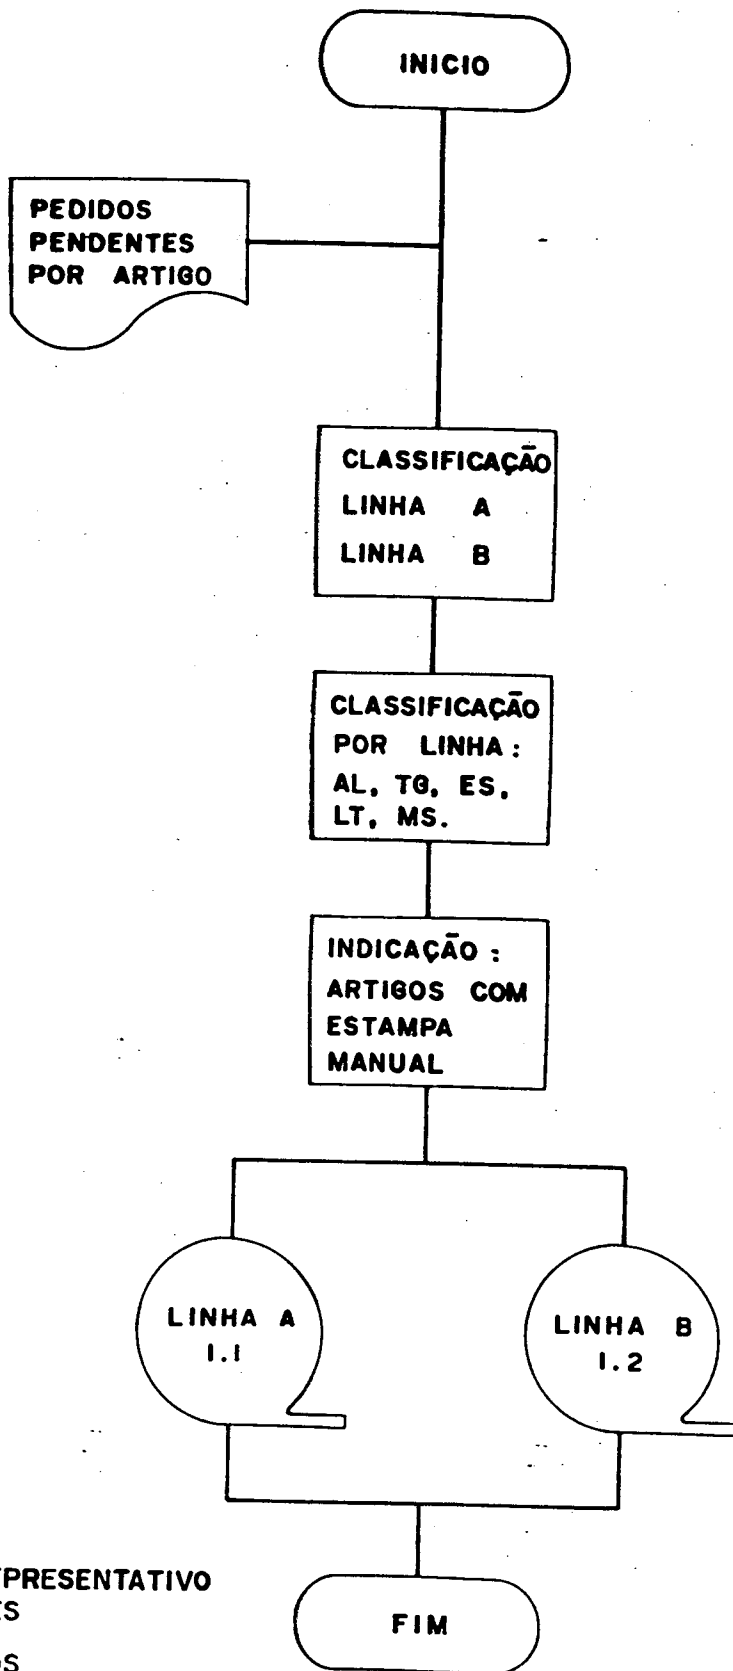 INICIO
PEDIDOS
PENDENTES
POR ARTIGO
CLASSIFICAÇÃO
LINHA A
LINHA B
CLASSIFICAÇÃO
POR LINHA :
AL, TG, ES,
LT, MS.
INDICAÇÃO :
ARTIGOS COM
ESTAMPA
MANUAL
LINHA A
1.1
LINHA B
1.2
FIM